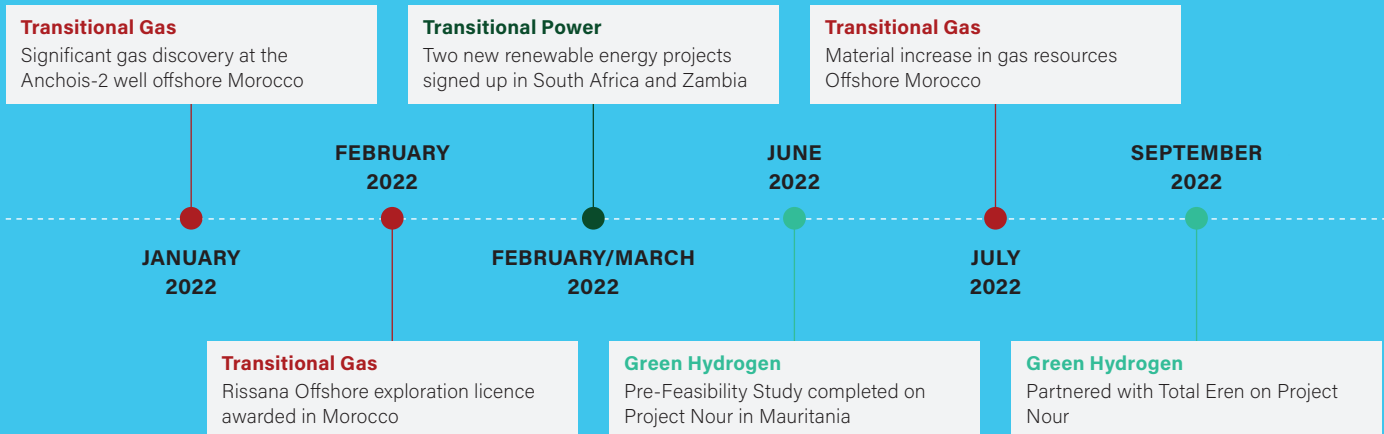 Transitional Gas
Significant gas discovery at the
Anchois-2 well offshore Morocco
Transitional Power
Two new renewable energy projects
signed up in South Africa and Zambia
Transitional Gas
Material increase in gas resources
Offshore Morocco
FEBRUARY
2022
JUNE
2022
SEPTEMBER
2022
JANUARY
2022
FEBRUARY/MARCH
2022
JULY
2022
Transitional Gas
Rissana Offshore exploration licence
awarded in Morocco
Green Hydrogen
Pre-Feasibility Study completed on
Project Nour in Mauritania
Green Hydrogen
Partnered with Total Eren on Project
Nour